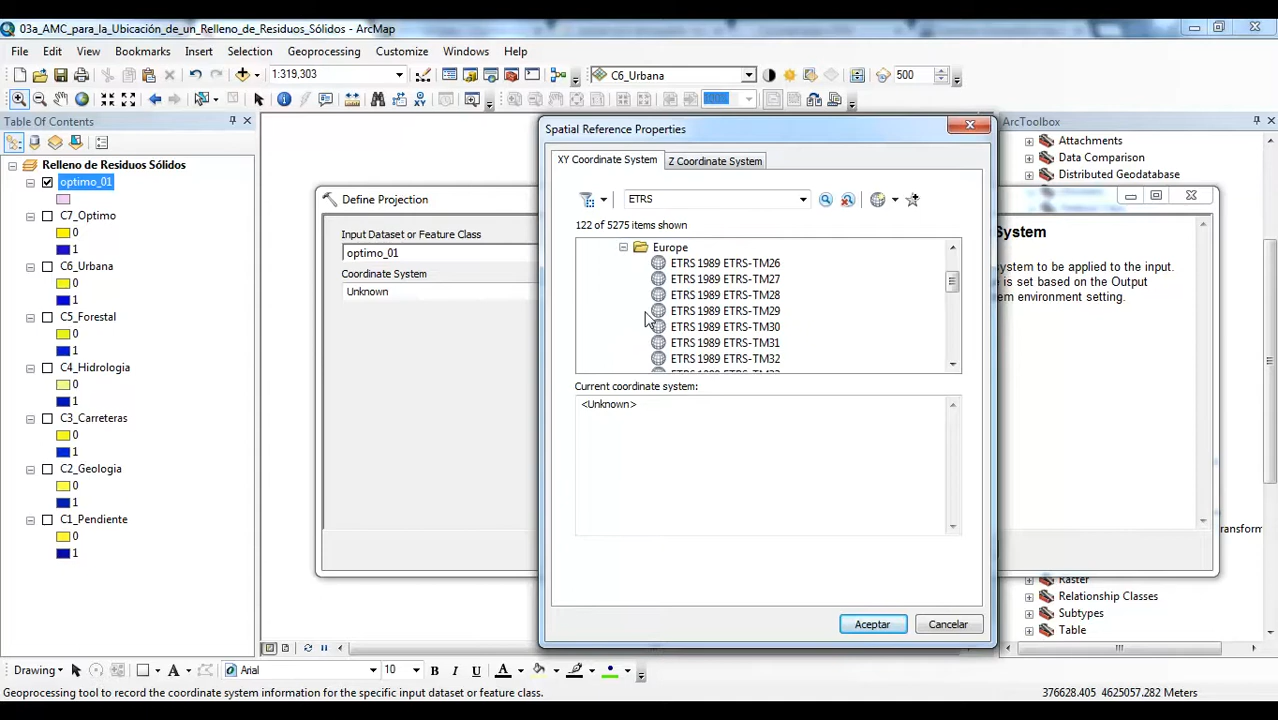 03a_AMC_para_la_Ubicación_de_un_Relleno_de_Residuos_Sólidos - ArcMap
File Edit View Bookmarks Insert Selection Geoprocessing Customize Windows Help
1:319,303
C6_Urbana
500
100%
Table Of Contents
Relleno de Residuos Sólidos
optimo_01
C7_Optimo
0
1
C6_Urbana
0
1
C5_Forestal
0
1
C4_Hidrologia
0
1
C3_Carreteras
0
1
C2_Geologia
0
1
C1_Pendiente
0
1
Define Projection
Input Dataset or Feature Class
optimo_01
Coordinate System
Unknown
Spatial Reference Properties
XY Coordinate System Z Coordinate System
ETRS
122 of 5275 items shown
Europe
ETRS 1989 ETRS-TM26
ETRS 1989 ETRS-TM27
ETRS 1989 ETRS-TM28
ETRS 1989 ETRS-TM29
ETRS 1989 ETRS-TM30
ETRS 1989 ETRS-TM31
ETRS 1989 ETRS-TM32
Current coordinate system:
<Unknown>
Aceptar Cancelar
System
system to be applied to the input.
is set based on the Output
environment setting.
ArcToolbox
Attachments
Data Comparison
Distributed Geodatabase
Raster
Relationship Classes
Subtypes
Table
Drawing
Arial
10
B I U A
Geoprocessing tool to record the coordinate system information for the specific input dataset or feature class.
376628.405 4625057.282 Meters